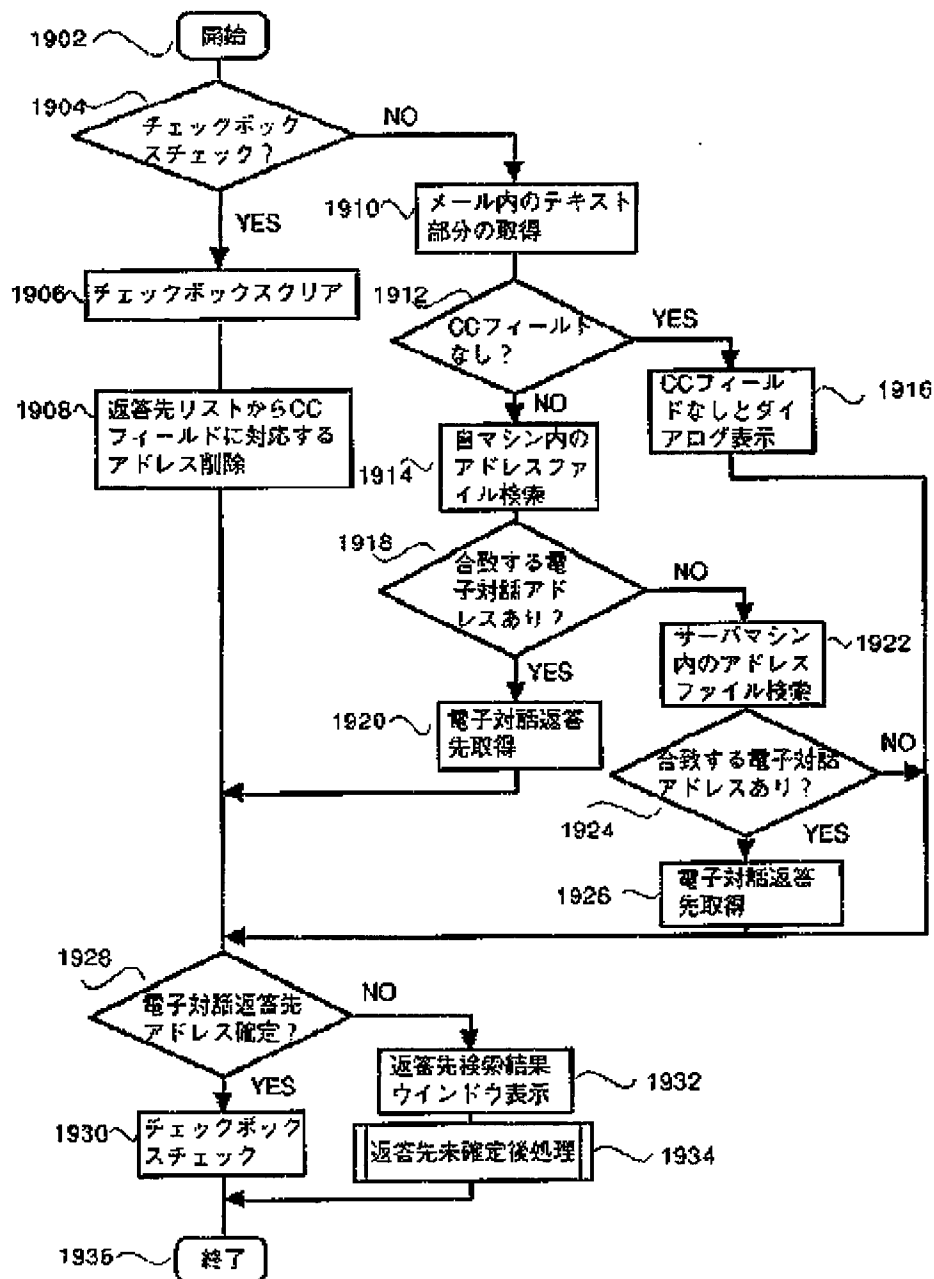 1902
開始
1904
チェックボック
スチェック？
NO
YES
1910
メール内のテキスト
部分の取得
1906
チェックボックスクリア
1912
CCフィールド
なし？
YES
NO
1908
返答先リストからCC
フィールドに対応する
アドレス削除
CCフィール
ドなしとダイ
アログ表示
1916
1914
自マシン内の
アドレスファ
イル検索
1918
合致する電
子対話アド
レスあり？
NO
YES
サーバマシン
内のアドレス
ファイル検索
1922
1920
電子対話返答
先取得
合致する電子対話
アドレスあり？
NO
1924
YES
1926
電子対話返答
先取得
1928
電子対話返答先
アドレス確定？
NO
YES
返答先検索結果
ウインドウ表示
1932
1930
チェックボック
スチェック
返答先未確定後処理
1934
1935
終了